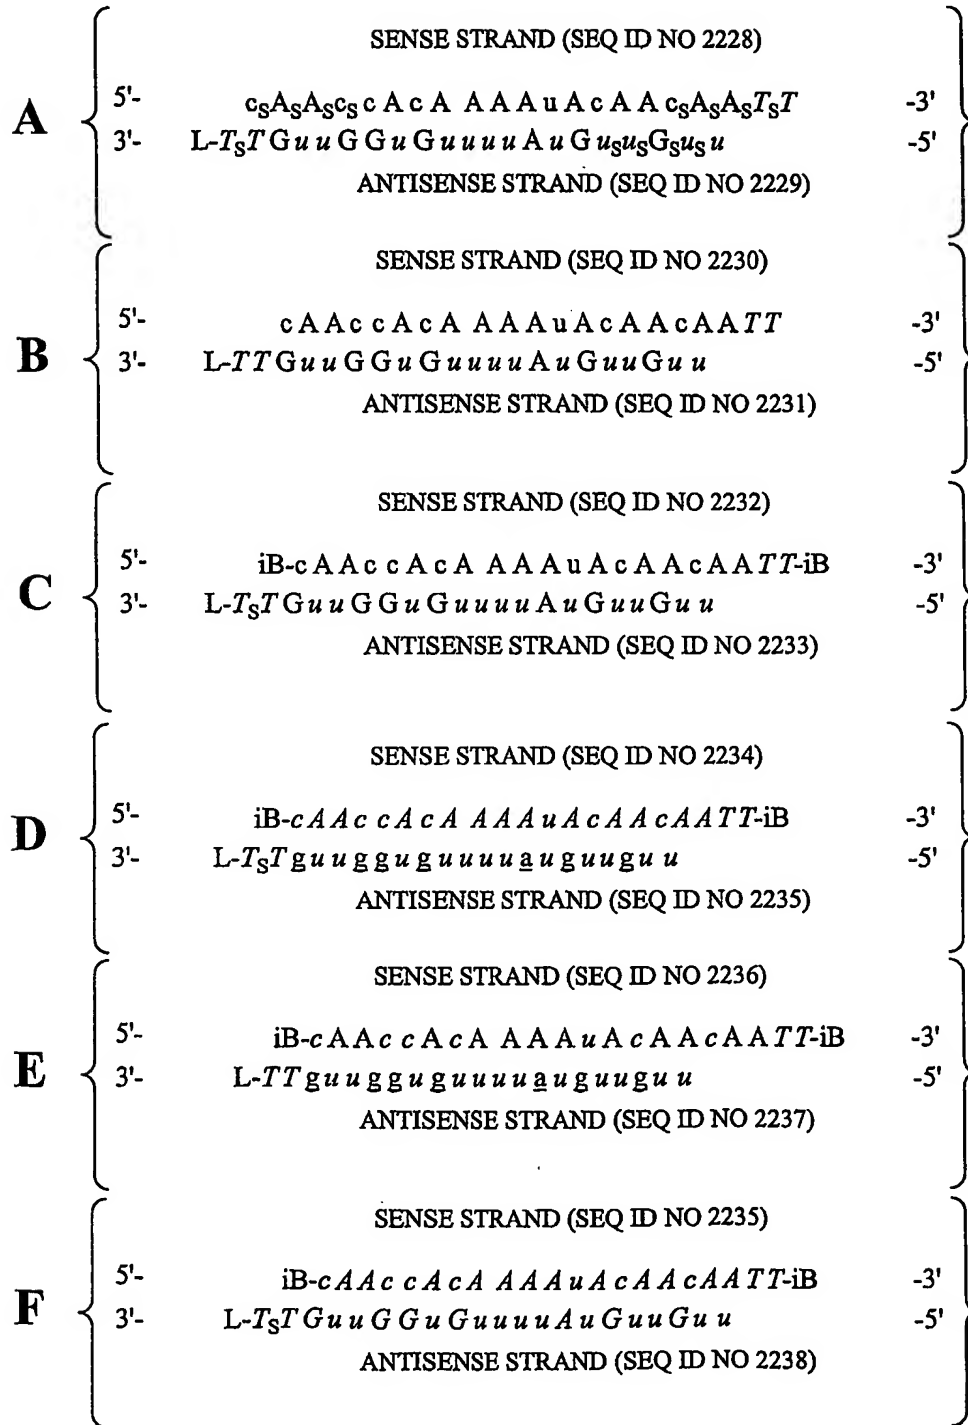 SENSE STRAND (SEQ ID NO 2228)
A
5'- cSASAScSc A c A A A A u A c A A cSASASTST -3'
3'- L-TST G u u G G u G u u u u A u G uSuSGSuS u -5'
ANTISENSE STRAND (SEQ ID NO 2229)
SENSE STRAND (SEQ ID NO 2230)
B
5'- c A A c c A c A A A A u A c A A c A A T T -3'
3'- L-T T G u u G G u G u u u u A u G u u G u u -5'
ANTISENSE STRAND (SEQ ID NO 2231)
SENSE STRAND (SEQ ID NO 2232)
C
5'- iB-c A A c c A c A A A A u A c A A c A A T T-iB -3'
3'- L-TST G u u G G u G u u u u A u G u u G u u -5'
ANTISENSE STRAND (SEQ ID NO 2233)
SENSE STRAND (SEQ ID NO 2234)
D
5'- iB-c A A c c A c A A A A u A c A A c A A T T-iB -3'
3'- L-TST g u u g g u g u u u u a u g u u g u u -5'
ANTISENSE STRAND (SEQ ID NO 2235)
SENSE STRAND (SEQ ID NO 2236)
E
5'- iB-c A A c c A c A A A A u A c A A c A A T T-iB -3'
3'- L-T T g u u g g u g u u u u a u g u u g u u -5'
ANTISENSE STRAND (SEQ ID NO 2237)
SENSE STRAND (SEQ ID NO 2235)
F
5'- iB-c A A c c A c A A A A u A c A A c A A T T-iB -3'
3'- L-TST G u u G G u G u u u u A u G u u G u u -5'
ANTISENSE STRAND (SEQ ID NO 2238)